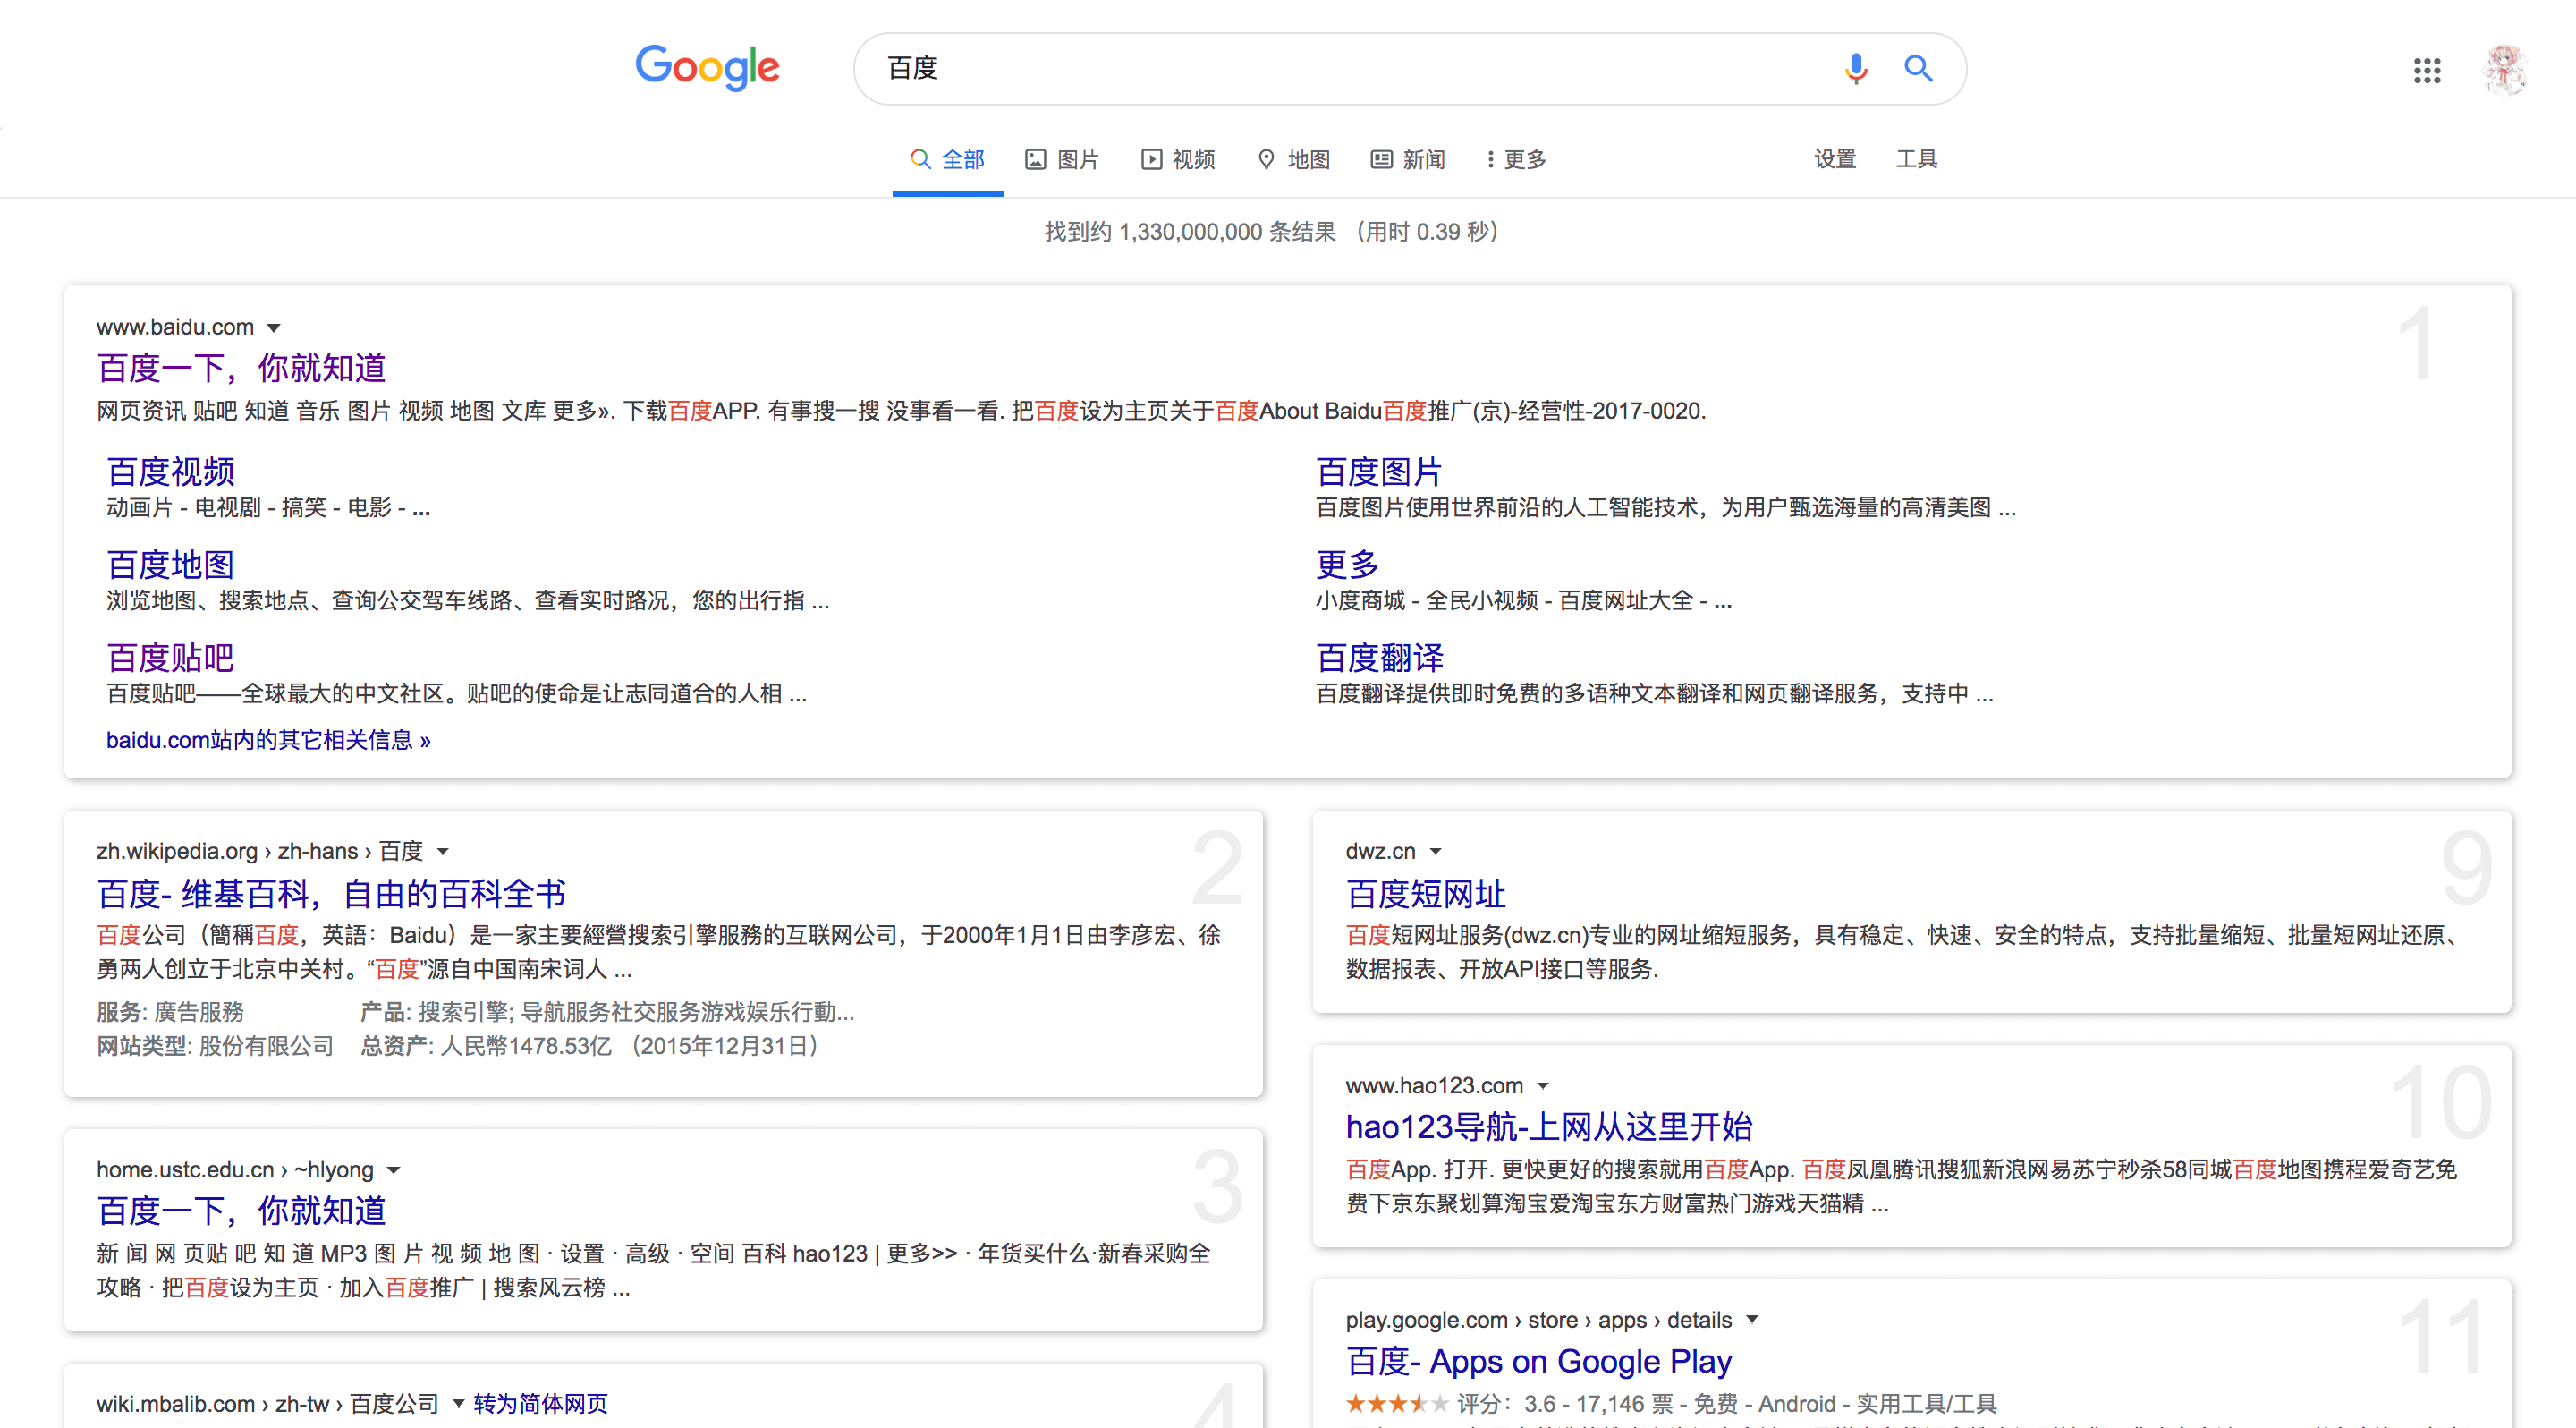 Google
百度
全部 图片 视频 地图 新闻 更多 设置 工具
找到约 1,330,000,000 条结果 （用时 0.39 秒）
1
www.baidu.com
百度一下，你就知道
网页资讯 贴吧 知道 音乐 图片 视频 地图 文库 更多». 下载百度APP. 有事搜一搜 没事看一看. 把百度设为主页关于百度About Baidu百度推广(京)-经营性-2017-0020.
百度视频
动画片 - 电视剧 - 搞笑 - 电影 - ...
百度图片
百度图片使用世界前沿的人工智能技术，为用户甄选海量的高清美图 ...
百度地图
浏览地图、搜索地点、查询公交驾车线路、查看实时路况，您的出行指 ...
更多
小度商城 - 全民小视频 - 百度网址大全 - ...
百度贴吧
百度贴吧——全球最大的中文社区。贴吧的使命是让志同道合的人相 ...
百度翻译
百度翻译提供即时免费的多语种文本翻译和网页翻译服务，支持中 ...
baidu.com站内的其它相关信息 »
2
zh.wikipedia.org › zh-hans › 百度
百度- 维基百科，自由的百科全书
百度公司（簡稱百度，英語：Baidu）是一家主要經營搜索引擎服務的互联网公司，于2000年1月1日由李彦宏、徐
勇两人创立于北京中关村。“百度”源自中国南宋词人 ...
服务: 廣告服務 产品: 搜索引擎; 导航服务社交服务游戏娱乐行動...
网站类型: 股份有限公司 总资产: 人民幣1478.53亿 （2015年12月31日）
3
home.ustc.edu.cn › ~hlyong
百度一下，你就知道
新 闻 网 页贴 吧 知 道 MP3 图 片 视 频 地 图 · 设置 · 高级 · 空间 百科 hao123 | 更多>> · 年货买什么·新春采购全
攻略 · 把百度设为主页 · 加入百度推广 | 搜索风云榜 ...
4
wiki.mbalib.com › zh-tw › 百度公司 转为简体网页
9
dwz.cn
百度短网址
百度短网址服务(dwz.cn)专业的网址缩短服务，具有稳定、快速、安全的特点，支持批量缩短、批量短网址还原、
数据报表、开放API接口等服务.
10
www.hao123.com
hao123导航-上网从这里开始
百度App. 打开. 更快更好的搜索就用百度App. 百度凤凰腾讯搜狐新浪网易苏宁秒杀58同城百度地图携程爱奇艺免
费下京东聚划算淘宝爱淘宝东方财富热门游戏天猫精 ...
11
play.google.com › store › apps › details
百度- Apps on Google Play
评分：3.6 - 17,146 票 - 免费 - Android - 实用工具/工具